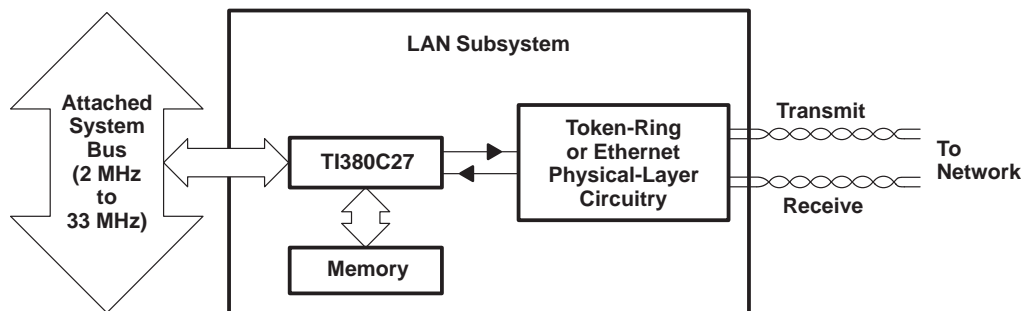 LAN Subsystem
Attached
System
Bus
(2 MHz
to
33 MHz)
TI380C27
Memory
Token-Ring
or Ethernet
Physical-Layer
Circuitry
Transmit
Receive
To
Network